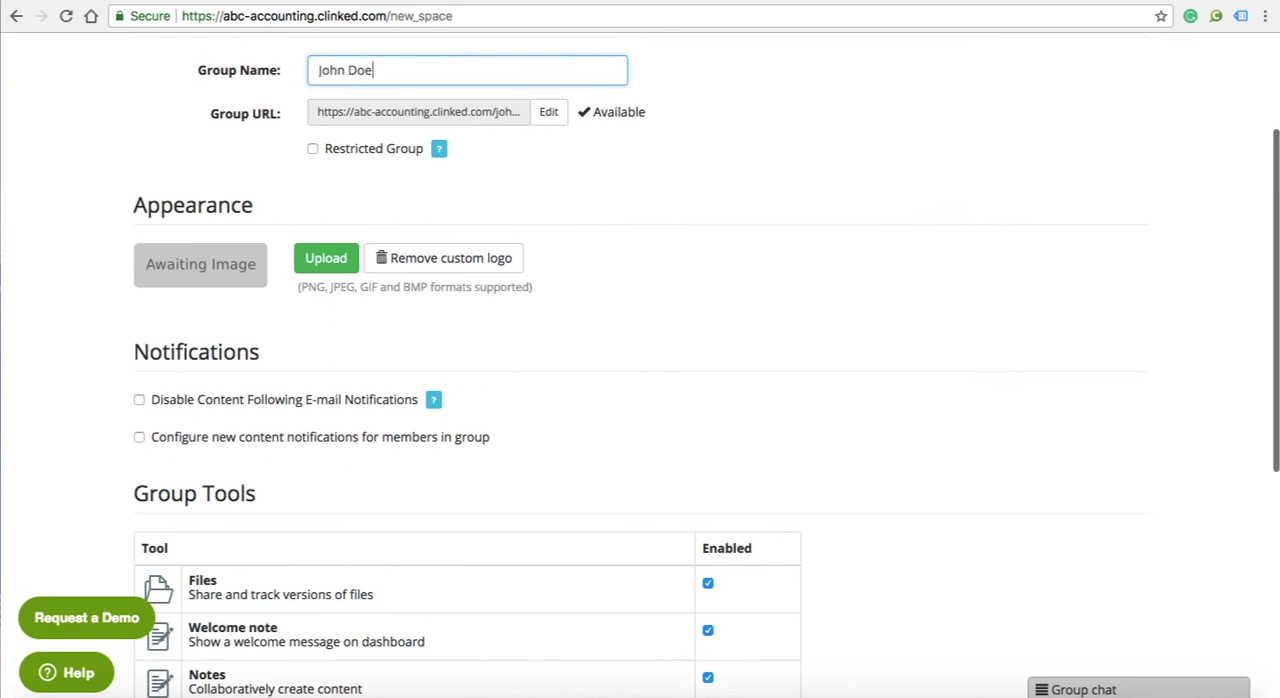 Secure https://abc-accounting.clinked.com/new_space
Group Name: John Doe
Group URL: https://abc-accounting.clinked.com/joh... Edit Available
Restricted Group ?
Appearance
Awaiting Image Upload Remove custom logo
(PNG, JPEG, GIF and BMP formats supported)
Notifications
Disable Content Following E-mail Notifications ?
Configure new content notifications for members in group
Group Tools
Tool Enabled
Files
Share and track versions of files
Request a Demo
Welcome note
Show a welcome message on dashboard
? Help
Notes
Collaboratively create content
Group chat